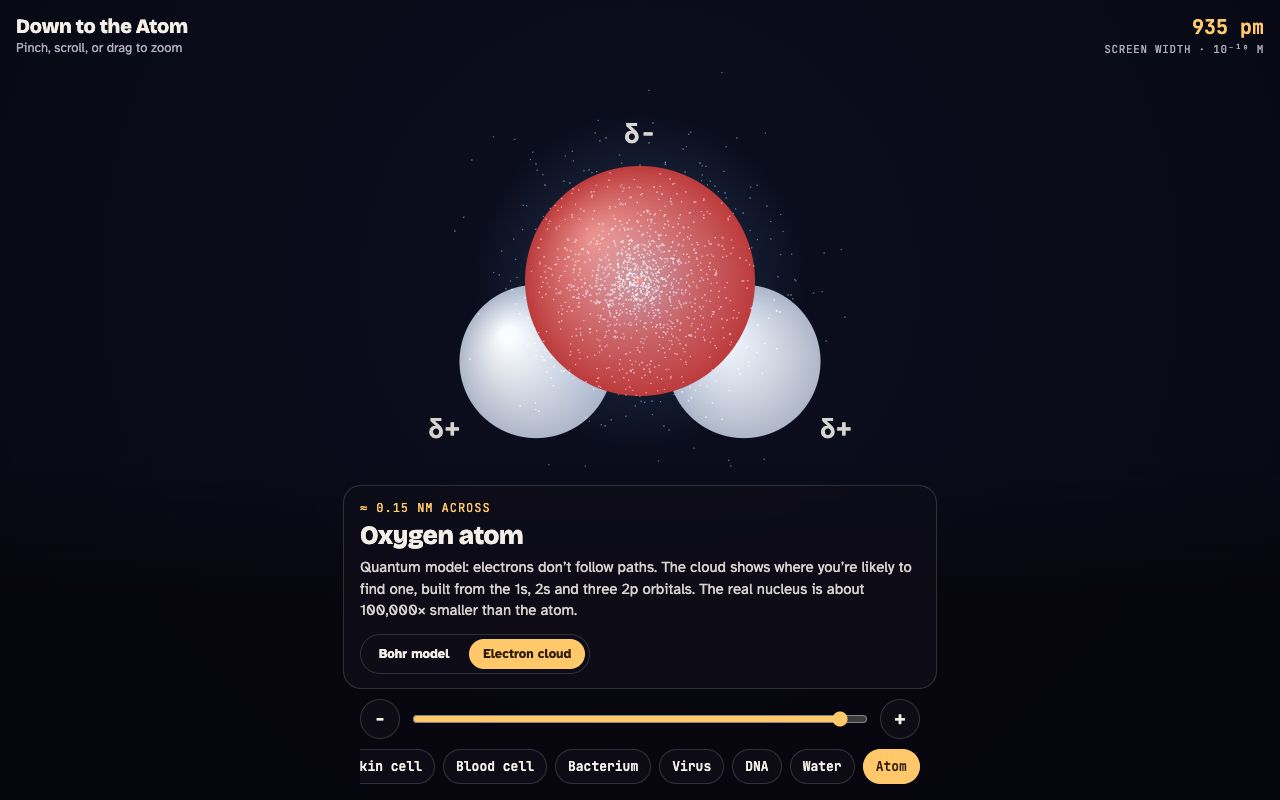 Down to the Atom
Pinch, scroll, or drag to zoom
935 pm
SCREEN WIDTH · 10⁻¹⁰ M
δ-
δ+
δ+
≈ 0.15 NM ACROSS
Oxygen atom
Quantum model: electrons don’t follow paths. The cloud shows where you’re likely to
find one, built from the 1s, 2s and three 2p orbitals. The real nucleus is about
100,000× smaller than the atom.
Bohr model
Electron cloud
-
+
kin cell
Blood cell
Bacterium
Virus
DNA
Water
Atom